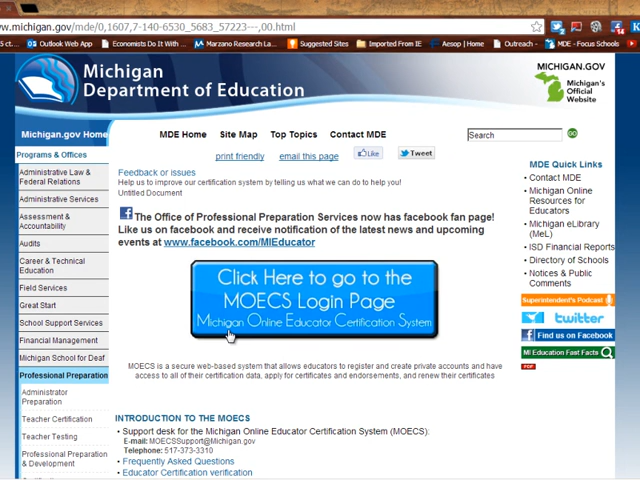 w.michigan.gov/mde/0,1607,7-140-6530_5683_57223---,00.html
Outlook Web App
Economists Do It With ...
Marzano Research La...
Suggested Sites
Imported From IE
Aesop | Home
Outreach -
MDE - Focus Schools
Michigan
Department of Education
MICHIGAN.GOV
Michigan's
Official
Website
Michigan.gov Home
MDE Home
Site Map
Top Topics
Contact MDE
Search
GO
print friendly
email this page
Like
Tweet
Programs & Offices
Administrative Law &
Federal Relations
Administrative Services
Assessment &
Accountability
Audits
Career & Technical
Education
Field Services
Great Start
School Support Services
Financial Management
Michigan School for Deaf
Professional Preparation
Administrator
Preparation
Teacher Certification
Teacher Testing
Professional Preparation
& Development
Feedback or issues
Help us to improve our certification system by telling us what we can do to help you!
Untitled Document
The Office of Professional Preparation Services now has facebook fan page!
Like us on facebook and receive notification of the latest news and upcoming
events at www.facebook.com/MIEducator
Click Here to go to the
MOECS Login Page
Michigan Online Educator Certification System
MOECS is a secure web-based system that allows educators to register and create private accounts and have
access to all of their certification data, apply for certificates and endorsements, and renew their certificates
INTRODUCTION TO THE MOECS
• Support desk for the Michigan Online Educator Certification System (MOECS):
E-mail: MOECSSupport@Michigan.gov
Telephone: 517-373-3310
• Frequently Asked Questions
• Educator Certification verification
MDE Quick Links
• Contact MDE
• Michigan Online
Resources for
Educators
• Michigan eLibrary
(MeL)
• ISD Financial Reports
• Directory of Schools
• Notices & Public
Comments
Superintendent's Podcast
twitter
Find us on Facebook
MI Education Fast Facts
PDF